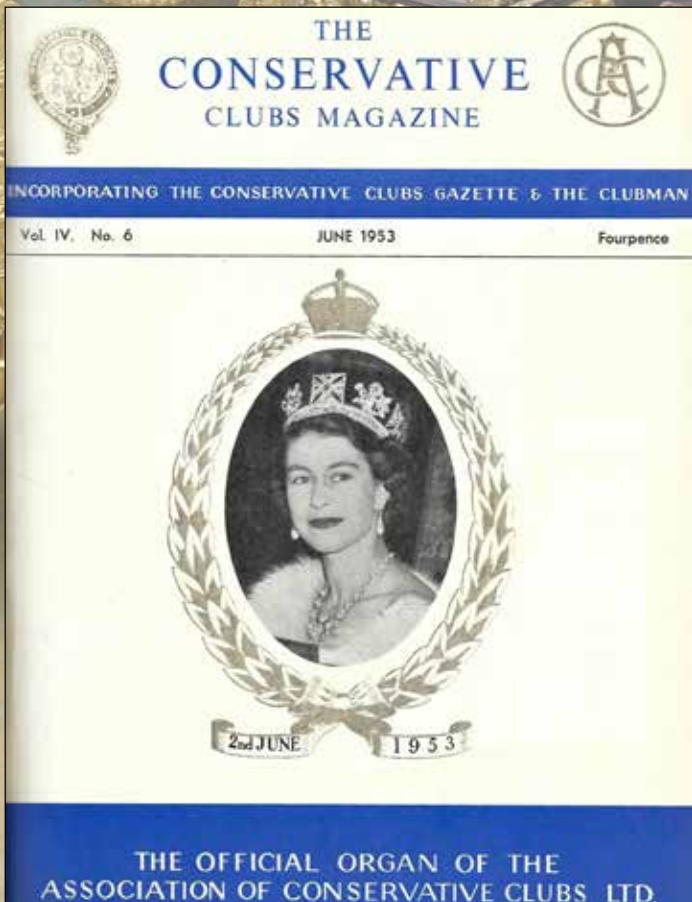 THE
CONSERVATIVE
CLUBS MAGAZINE
INCORPORATING THE CONSERVATIVE CLUBS GAZETTE & THE CLUBMAN
Vol. IV, No. 6 JUNE 1953 Fourpence
2nd JUNE 1953
THE OFFICIAL ORGAN OF THE
ASSOCIATION OF CONSERVATIVE CLUBS LTD